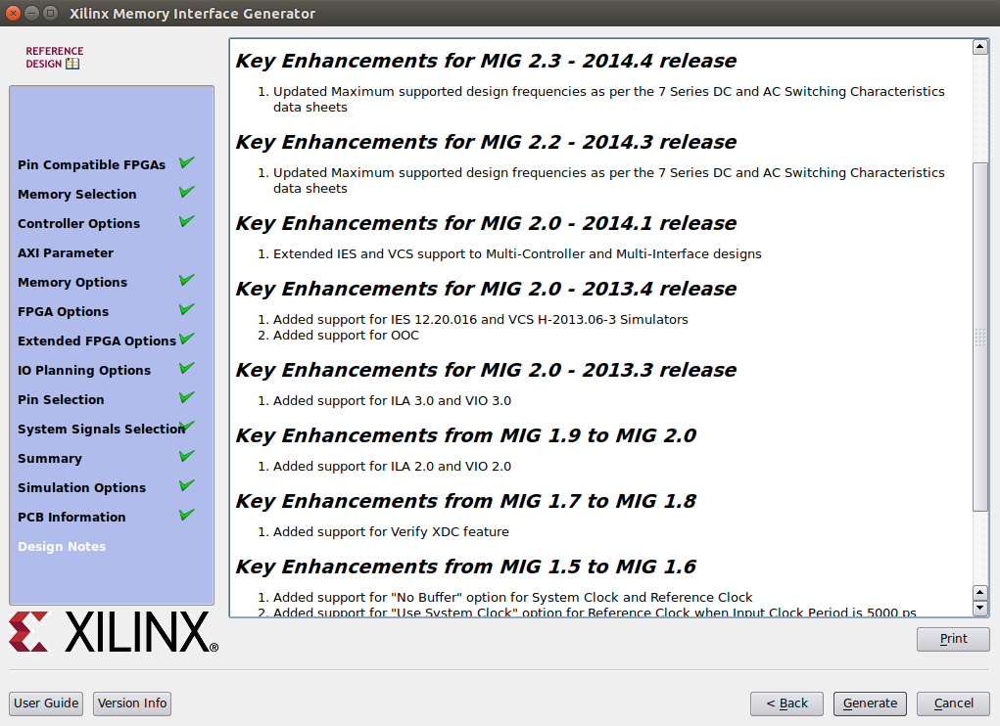 Xilinx Memory Interface Generator
REFERENCE
DESIGN
Pin Compatible FPGAs
Memory Selection
Controller Options
AXI Parameter
Memory Options
FPGA Options
Extended FPGA Options
IO Planning Options
Pin Selection
System Signals Selection
Summary
Simulation Options
PCB Information
Design Notes
XILINX®
Key Enhancements for MIG 2.3 - 2014.4 release
1. Updated Maximum supported design frequencies as per the 7 Series DC and AC Switching Characteristics
data sheets
Key Enhancements for MIG 2.2 - 2014.3 release
1. Updated Maximum supported design frequencies as per the 7 Series DC and AC Switching Characteristics
data sheets
Key Enhancements for MIG 2.0 - 2014.1 release
1. Extended IES and VCS support to Multi-Controller and Multi-Interface designs
Key Enhancements for MIG 2.0 - 2013.4 release
1. Added support for IES 12.20.016 and VCS H-2013.06-3 Simulators
2. Added support for OOC
Key Enhancements for MIG 2.0 - 2013.3 release
1. Added support for ILA 3.0 and VIO 3.0
Key Enhancements from MIG 1.9 to MIG 2.0
1. Added support for ILA 2.0 and VIO 2.0
Key Enhancements from MIG 1.7 to MIG 1.8
1. Added support for Verify XDC feature
Key Enhancements from MIG 1.5 to MIG 1.6
1. Added support for "No Buffer" option for System Clock and Reference Clock
2. Added support for "Use System Clock" option for Reference Clock when Input Clock Period is 5000 ps
Print
User Guide
Version Info
< Back
Generate
Cancel